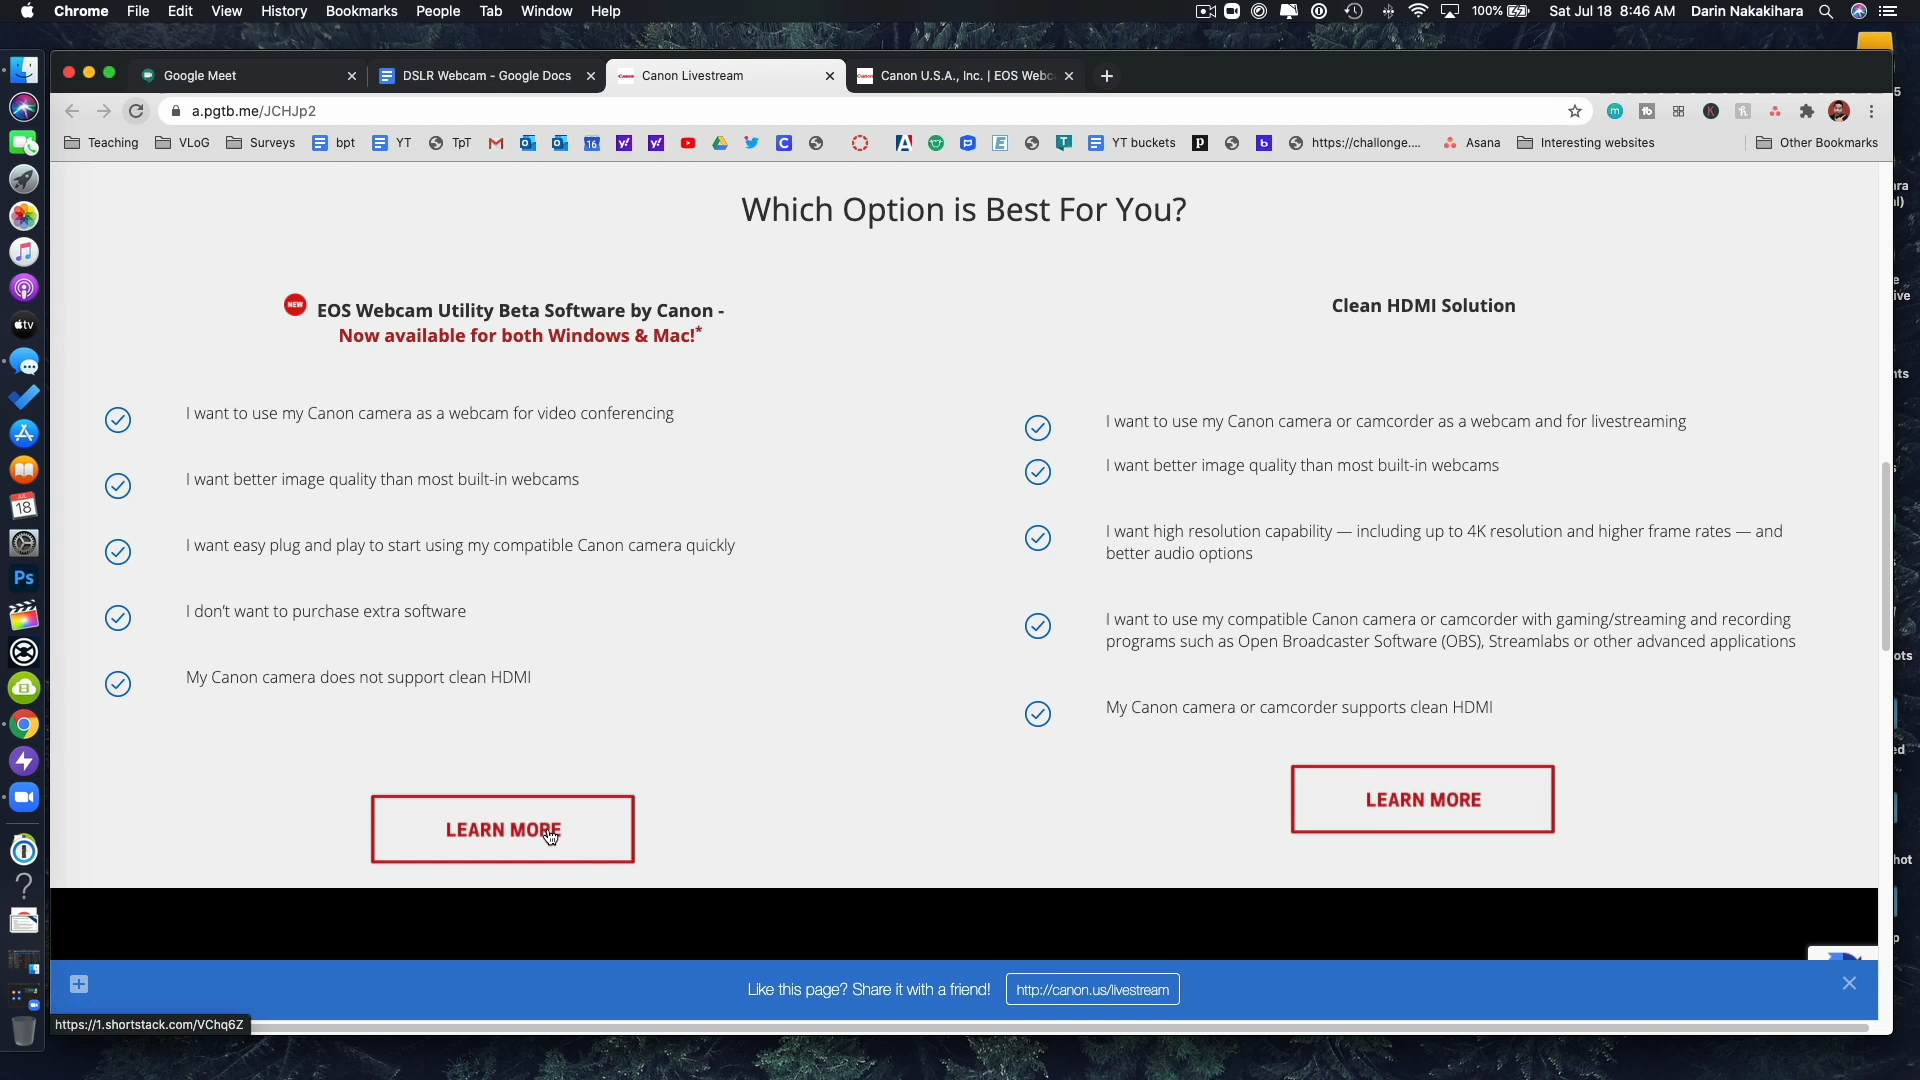 Chrome File Edit View History Bookmarks People Tab Window Help 100% Sat Jul 18 8:46 AM Darin Nakakihara
Google Meet DSLR Webcam - Google Docs Canon Livestream Canon U.S.A., Inc. | EOS Webc
a.pgtb.me/JCHJp2
Teaching VLoG Surveys bpt YT TpT YT buckets https://challonge.... Asana Interesting websites Other Bookmarks
Which Option is Best For You?
NEW EOS Webcam Utility Beta Software by Canon -
Now available for both Windows & Mac!*
I want to use my Canon camera as a webcam for video conferencing
I want better image quality than most built-in webcams
I want easy plug and play to start using my compatible Canon camera quickly
I don't want to purchase extra software
My Canon camera does not support clean HDMI
LEARN MORE
Clean HDMI Solution
I want to use my Canon camera or camcorder as a webcam and for livestreaming
I want better image quality than most built-in webcams
I want high resolution capability — including up to 4K resolution and higher frame rates — and
better audio options
I want to use my compatible Canon camera or camcorder with gaming/streaming and recording
programs such as Open Broadcaster Software (OBS), Streamlabs or other advanced applications
My Canon camera or camcorder supports clean HDMI
LEARN MORE
Like this page? Share it with a friend! http://canon.us/livestream
https://1.shortstack.com/VChq6Z
tv
JUL
18
Ps